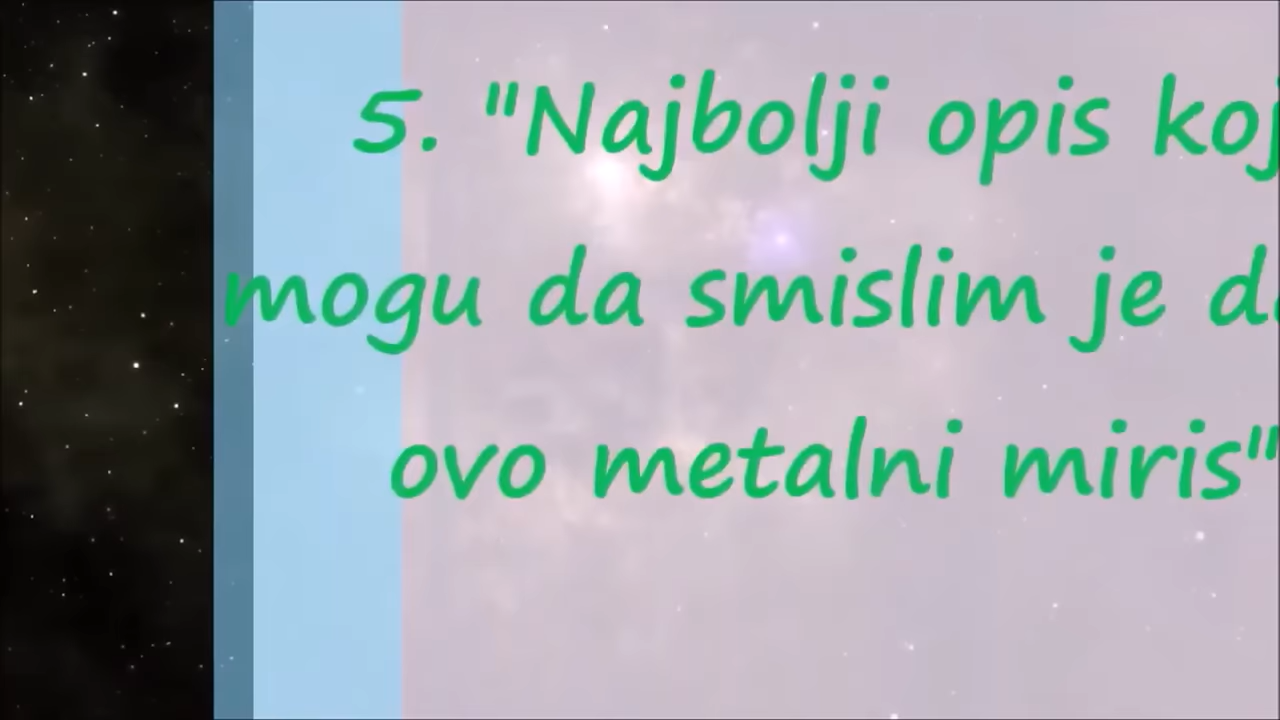 5. "Najbolji opis koj
mogu da smislim je d
ovo metalni miris"